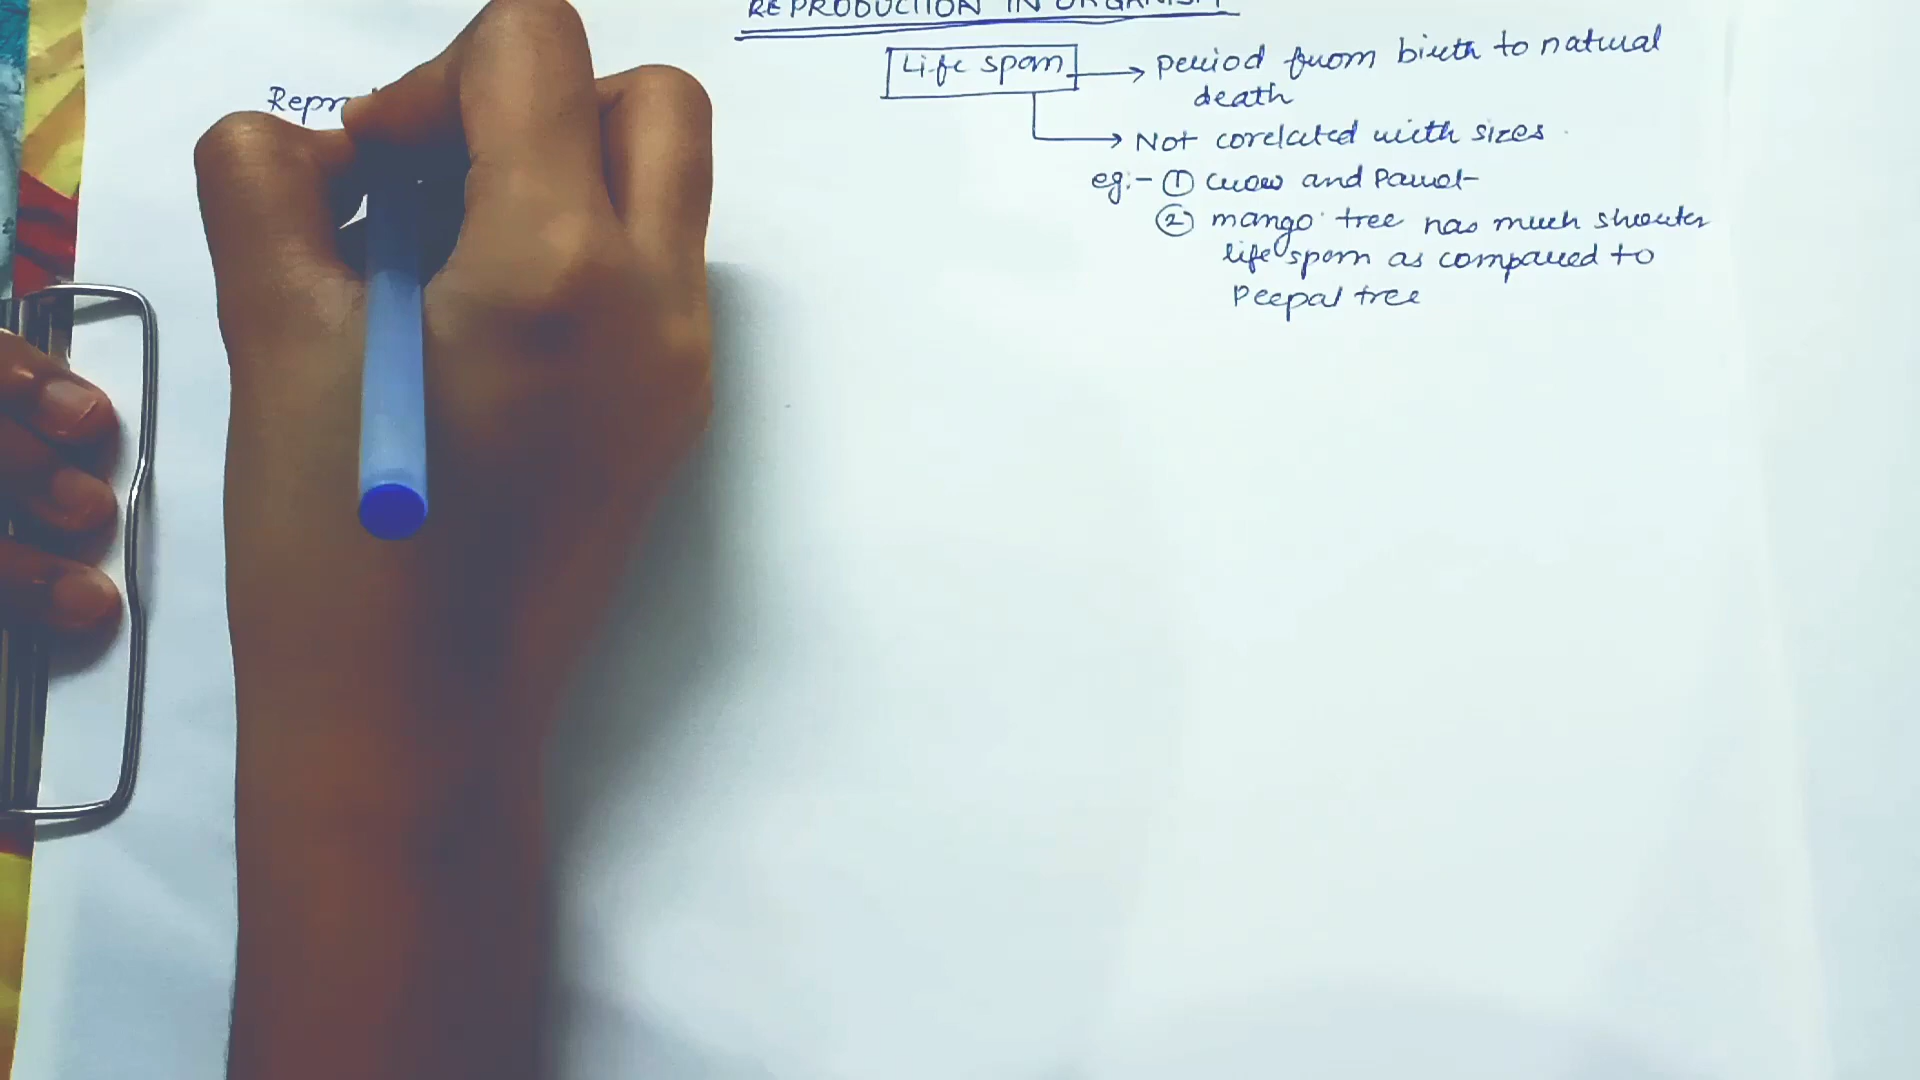 REPRODUCTION IN ORGANISM
Life span → Period from birth to natural
death
→ Not corelated with sizes
eg:- ① Crow and Parrot
② mango tree has much shorter
life span as compared to
Peepal tree
Repr